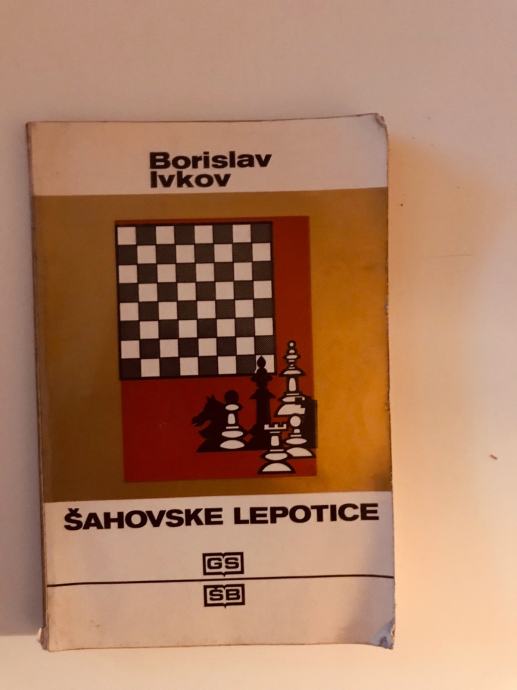 Borislav
Ivkov
ŠAHOVSKE LEPOTICE
GS
ŠB